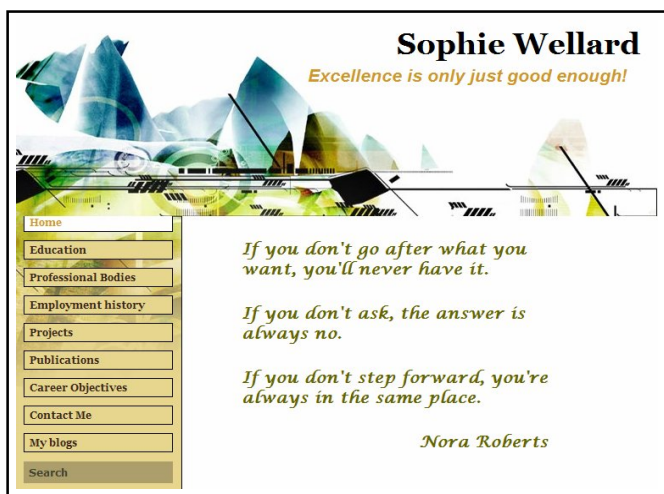 Sophie Wellard
Excellence is only just good enough!
Home
Education
Professional Bodies
Employment history
Projects
Publications
Career Objectives
Contact Me
My blogs
Search
If you don't go after what you
want, you'll never have it.
If you don't ask, the answer is
always no.
If you don't step forward, you're
always in the same place.
Nora Roberts